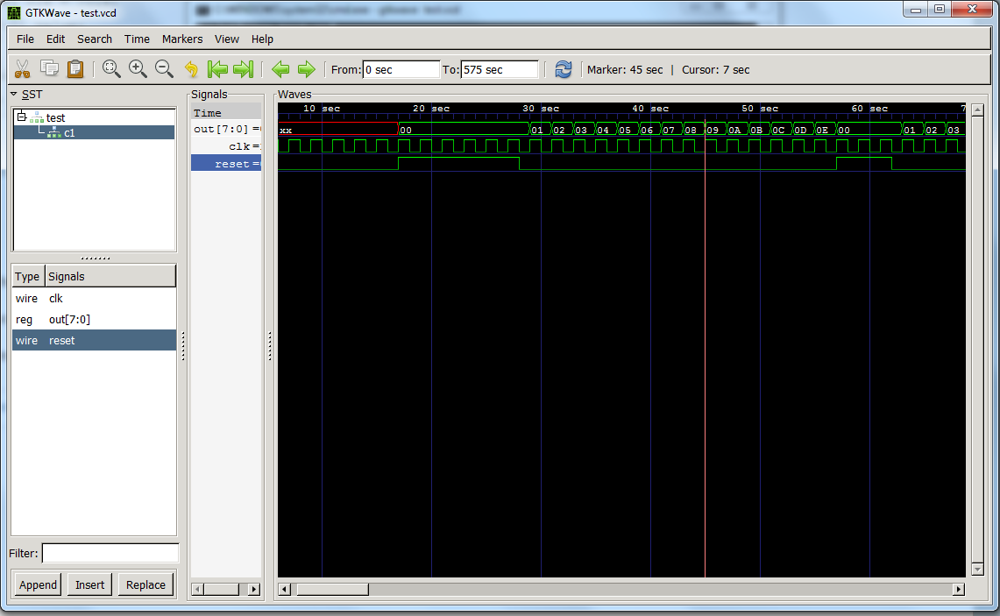 GTKWave - test.vcd
File Edit Search Time Markers View Help
From: 0 sec To: 575 sec Marker: 45 sec | Cursor: 7 sec
SST
test
c1
Type Signals
wire clk
reg out[7:0]
wire reset
Filter:
Append Insert Replace
Signals
Time
out[7:0] =
clk =
reset =
Waves
10 sec 20 sec 30 sec 40 sec 50 sec 60 sec 7
xx 00 01 02 03 04 05 06 07 08 09 0A 0B 0C 0D 0E 00 01 02 03